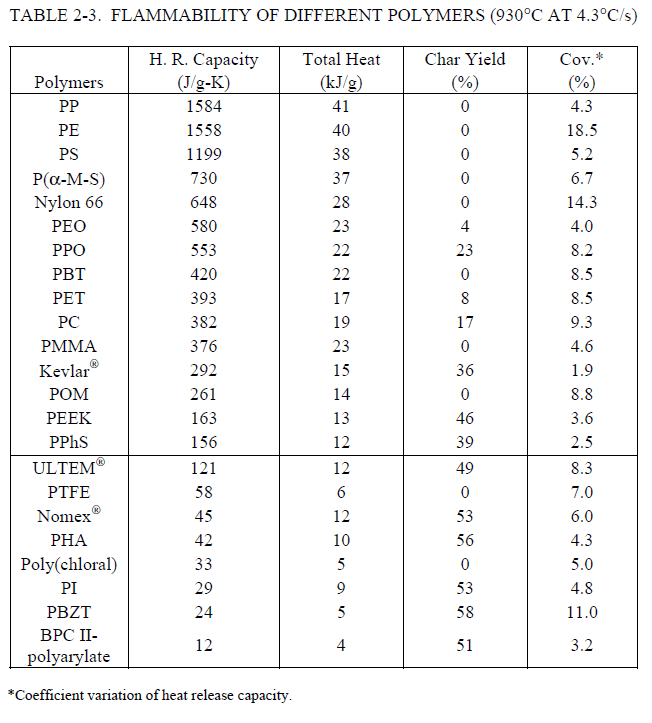 TABLE 2-3. FLAMMABILITY OF DIFFERENT POLYMERS (930°C AT 4.3°C/s)
Polymers H. R. Capacity (J/g-K) Total Heat (kJ/g) Char Yield (%) Cov.* (%)
PP 1584 41 0 4.3
PE 1558 40 0 18.5
PS 1199 38 0 5.2
P(α-M-S) 730 37 0 6.7
Nylon 66 648 28 0 14.3
PEO 580 23 4 4.0
PPO 553 22 23 8.2
PBT 420 22 0 8.5
PET 393 17 8 8.5
PC 382 19 17 9.3
PMMA 376 23 0 4.6
Kevlar® 292 15 36 1.9
POM 261 14 0 8.8
PEEK 163 13 46 3.6
PPhS 156 12 39 2.5
ULTEM® 121 12 49 8.3
PTFE 58 6 0 7.0
Nomex® 45 12 53 6.0
PHA 42 10 56 4.3
Poly(chloral) 33 5 0 5.0
PI 29 9 53 4.8
PBZT 24 5 58 11.0
BPC II-
polyarylate 12 4 51 3.2
*Coefficient variation of heat release capacity.